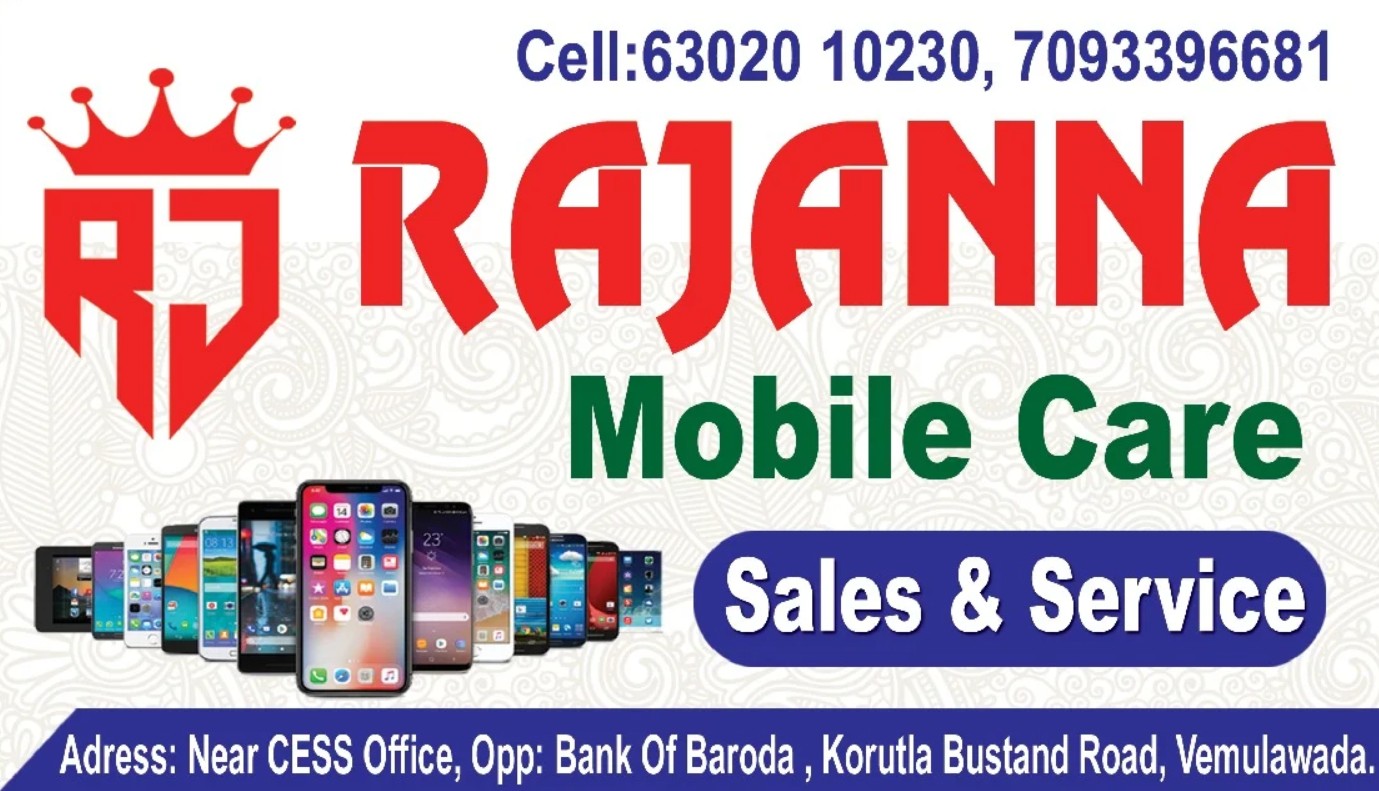 Cell:63020 10230, 7093396681
RJ
RAJANNA
Mobile Care
Sales & Service
Adress: Near CESS Office, Opp: Bank Of Baroda , Korutla Bustand Road, Vemulawada.